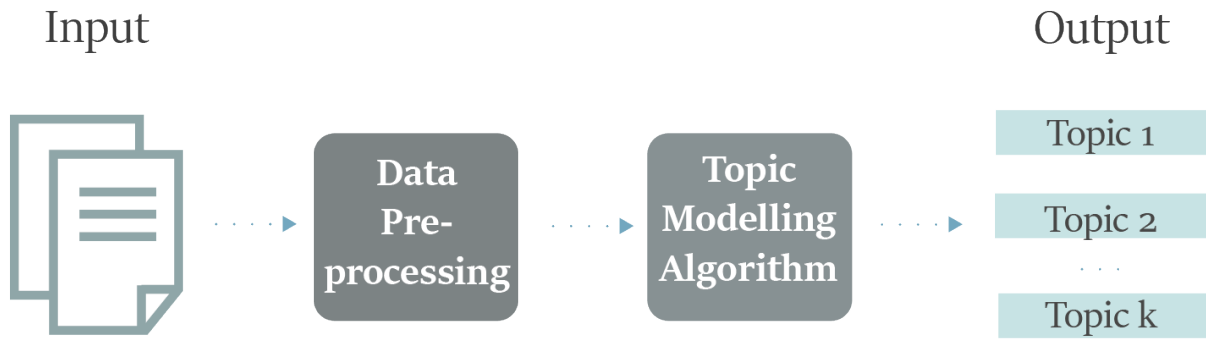 Input
Output
Data
Pre-
processing
Topic
Modelling
Algorithm
Topic 1
Topic 2
. . .
Topic k